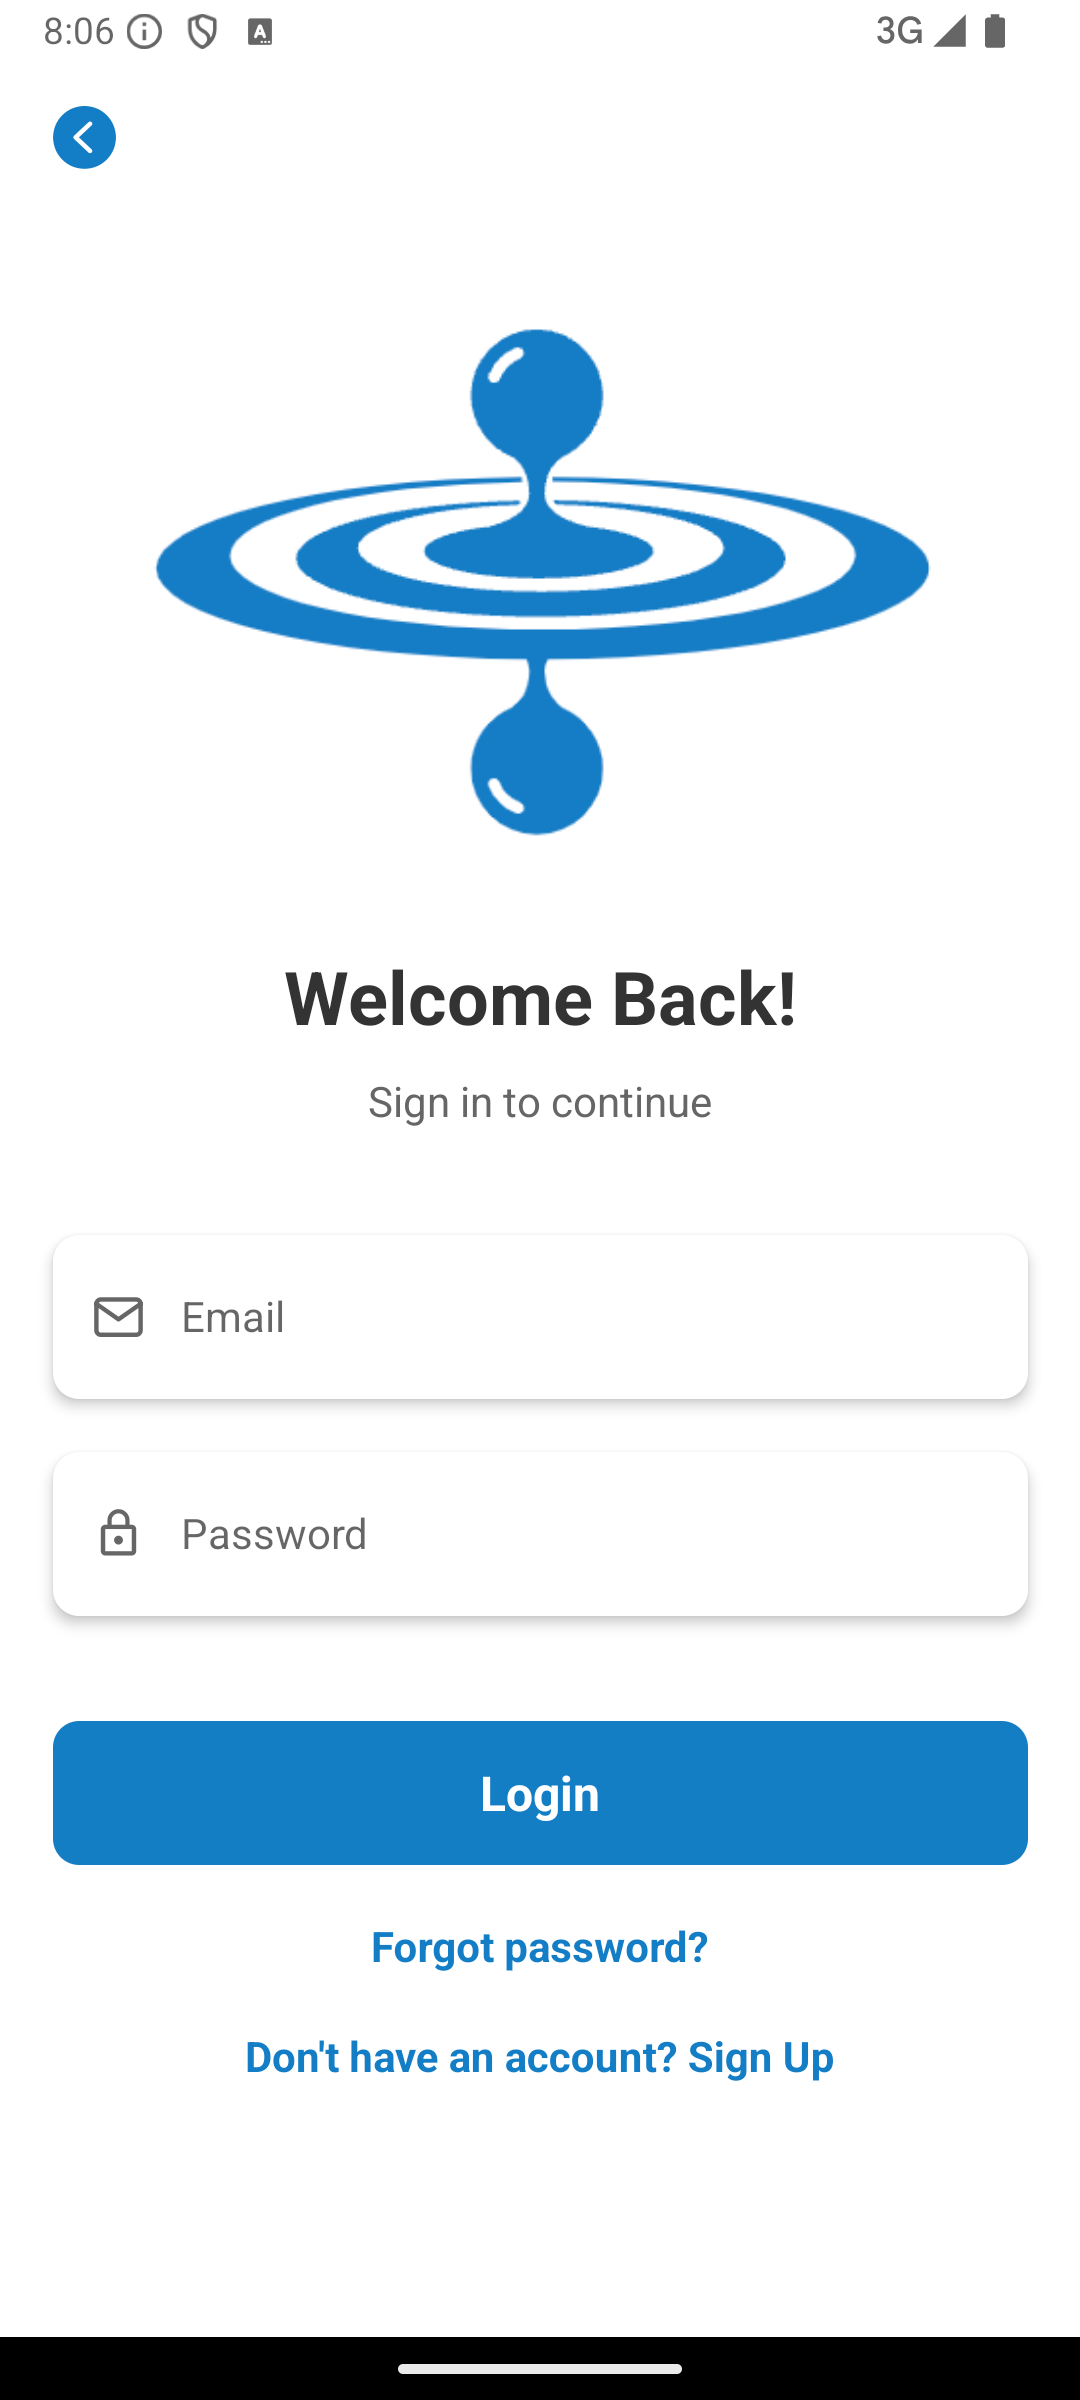 8:06
3G
Welcome Back!
Sign in to continue
Email
Password
Login
Forgot password?
Don't have an account? Sign Up